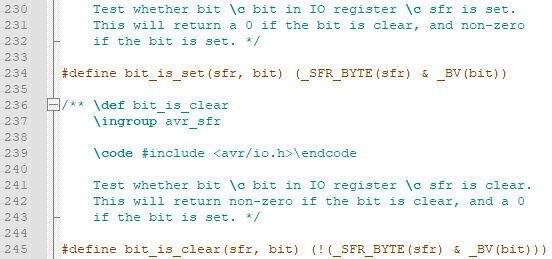 230 Test whether bit \c bit in IO register \c sfr is set.
231 This will return a 0 if the bit is clear, and non-zero
232 if the bit is set. */
233
234 #define bit_is_set(sfr, bit) (_SFR_BYTE(sfr) & _BV(bit))
235
236 /** \def bit_is_clear
237 \ingroup avr_sfr
238
239 \code #include <avr/io.h>\endcode
240
241 Test whether bit \c bit in IO register \c sfr is clear.
242 This will return non-zero if the bit is clear, and a 0
243 if the bit is set. */
244
245 #define bit_is_clear(sfr, bit) (!(_SFR_BYTE(sfr) & _BV(bit)))